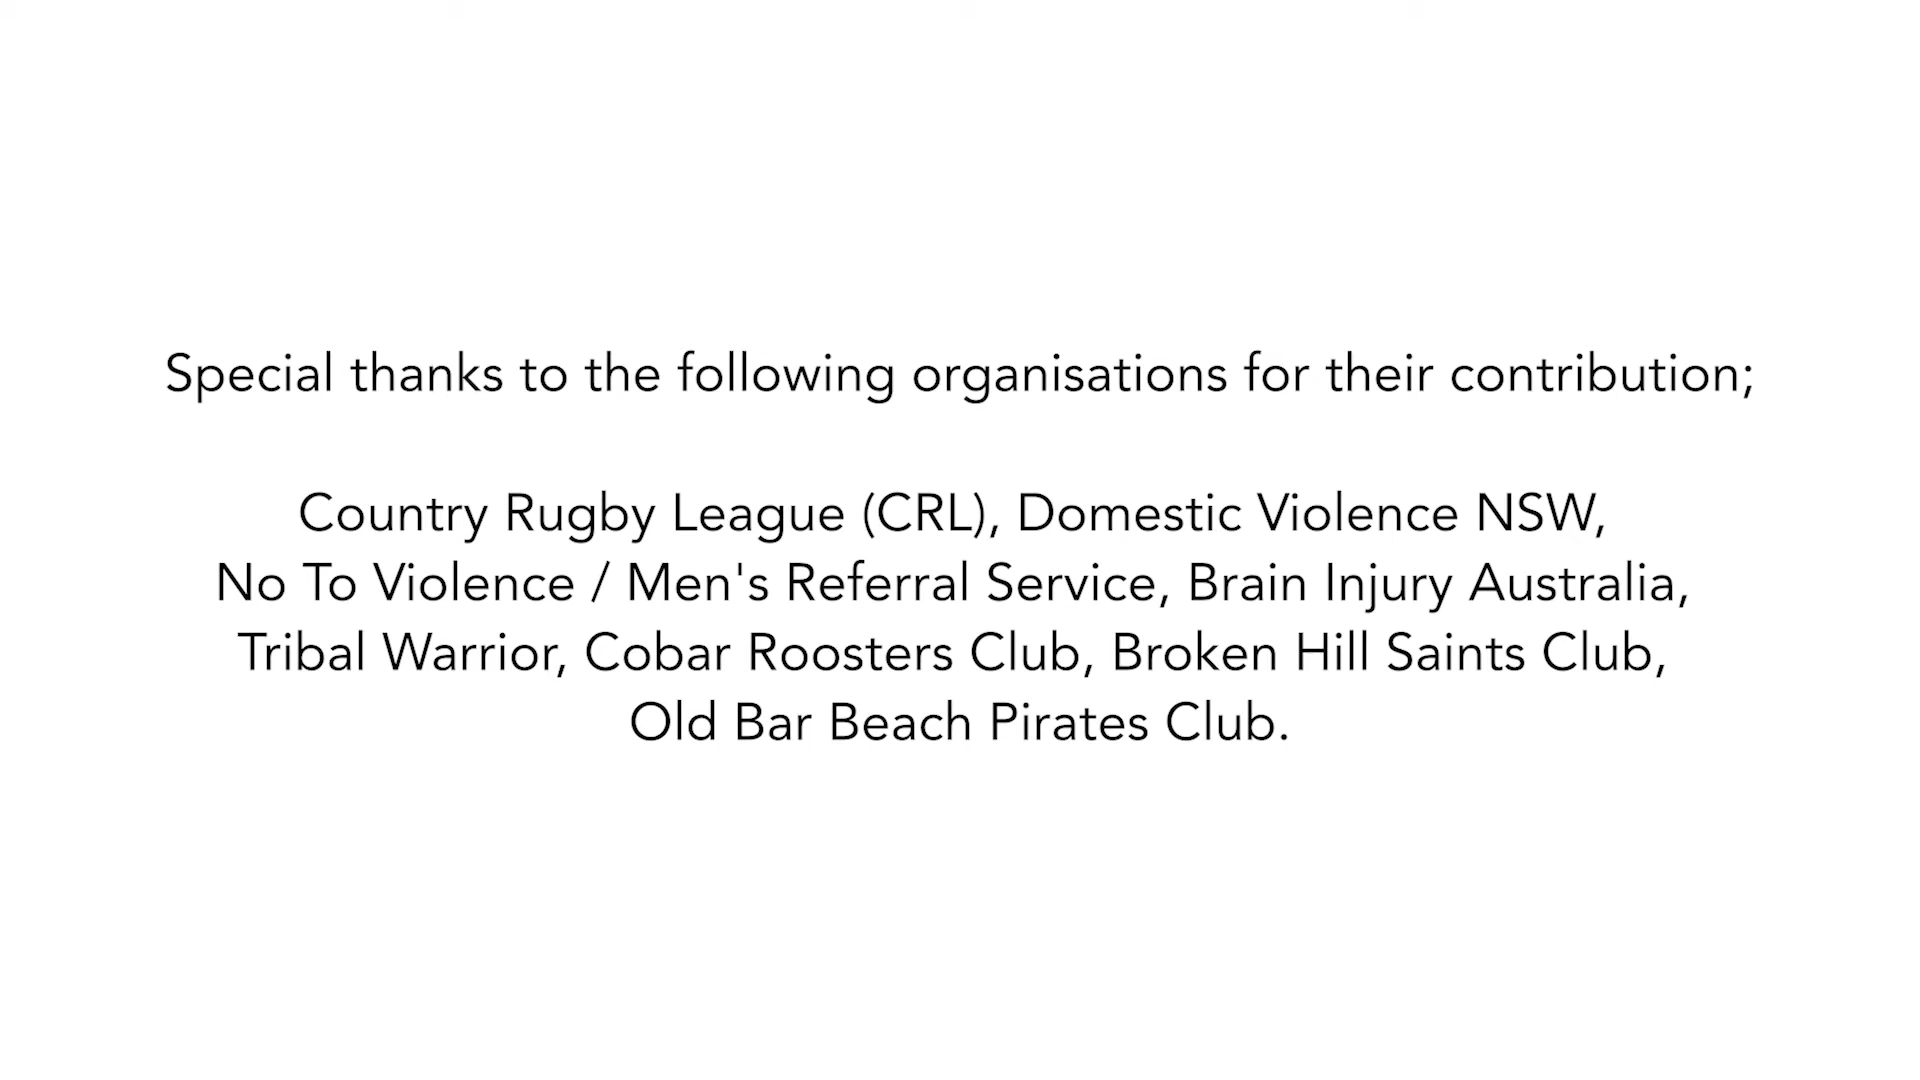 Special thanks to the following organisations for their contribution;
Country Rugby League (CRL), Domestic Violence NSW,
No To Violence / Men's Referral Service, Brain Injury Australia,
Tribal Warrior, Cobar Roosters Club, Broken Hill Saints Club,
Old Bar Beach Pirates Club.